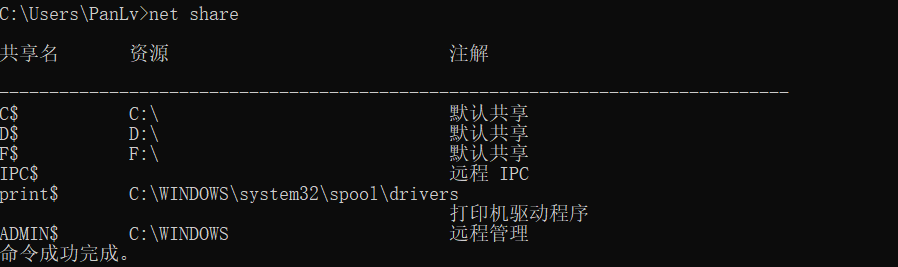 C:\Users\PanLv>net share
共享名 资源 注解
-------------------------------------------------------------------------------
C$ C:\ 默认共享
D$ D:\ 默认共享
F$ F:\ 默认共享
IPC$ 远程 IPC
print$ C:\WINDOWS\system32\spool\drivers
打印机驱动程序
ADMIN$ C:\WINDOWS 远程管理
命令成功完成。